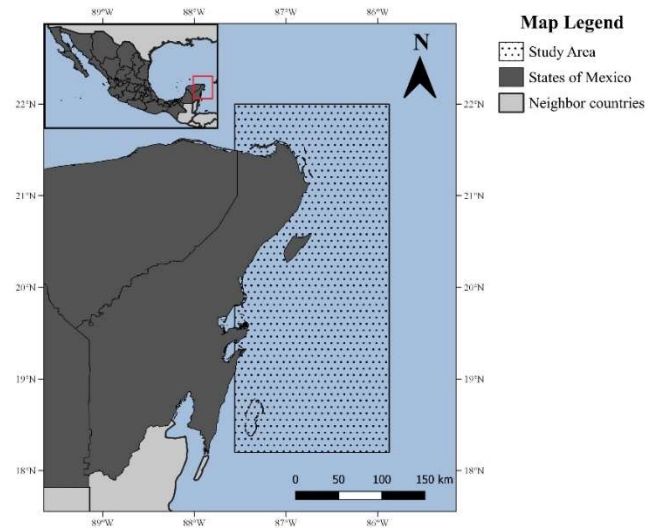 Map Legend
Study Area
States of Mexico
Neighbor countries
N
89°W 88°W 87°W 86°W
22°N 22°N
21°N 21°N
20°N 20°N
19°N 19°N
18°N 18°N
0 50 100 150 km
89°W 88°W 87°W 86°W